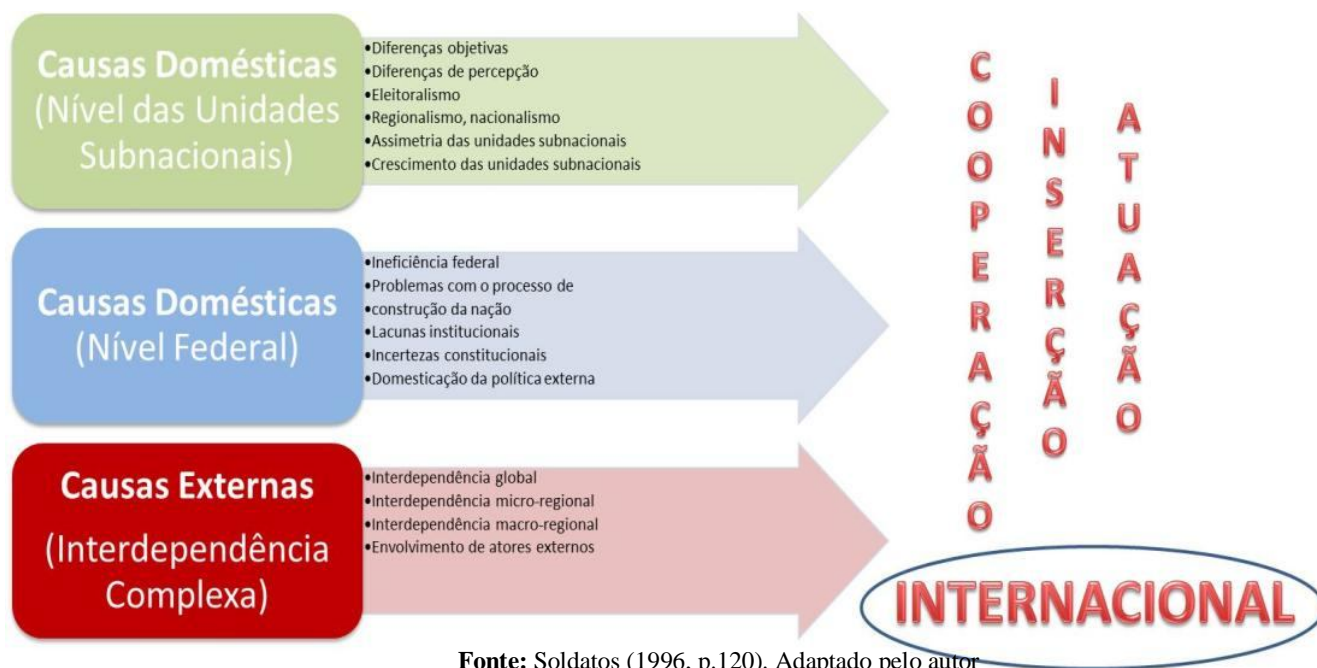 Causas Domésticas
(Nível das Unidades
Subnacionais)
•Diferenças objetivas
•Diferenças de percepção
•Eleitoralismo
•Regionalismo, nacionalismo
•Assimetria das unidades subnacionais
•Crescimento das unidades subnacionais
Causas Domésticas
(Nível Federal)
•Ineficiência federal
•Problemas com o processo de
•construção da nação
•Lacunas institucionais
•Incertezas constitucionais
•Domesticação da política externa
Causas Externas
(Interdependência
Complexa)
•Interdependência global
•Interdependência micro-regional
•Interdependência macro-regional
•Envolvimento de atores externos
COOPERAÇÃO
INSERÇÃO
ATUAÇÃO
INTERNACIONAL
Fonte: Soldatos (1996, p.120). Adaptado pelo autor